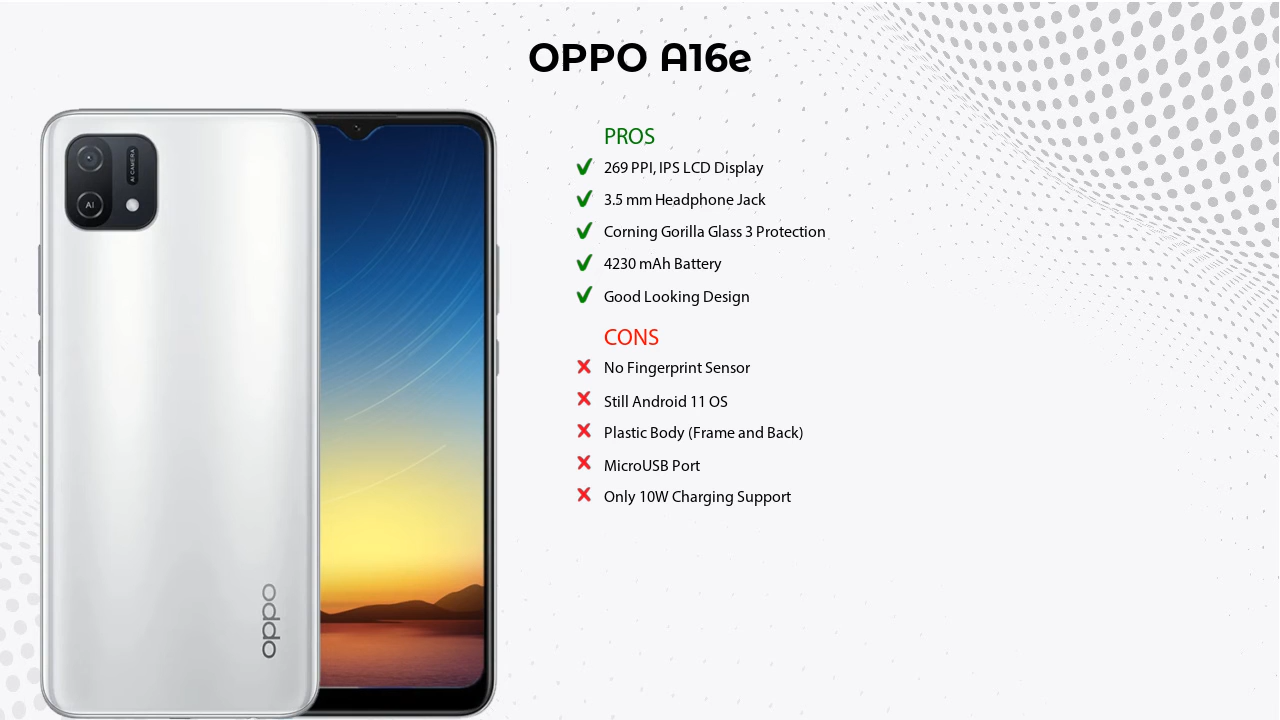 OPPO A16e
AI CAMERA
AI
oppo
PROS
269 PPI, IPS LCD Display
3.5 mm Headphone Jack
Corning Gorilla Glass 3 Protection
4230 mAh Battery
Good Looking Design
CONS
No Fingerprint Sensor
Still Android 11 OS
Plastic Body (Frame and Back)
MicroUSB Port
Only 10W Charging Support